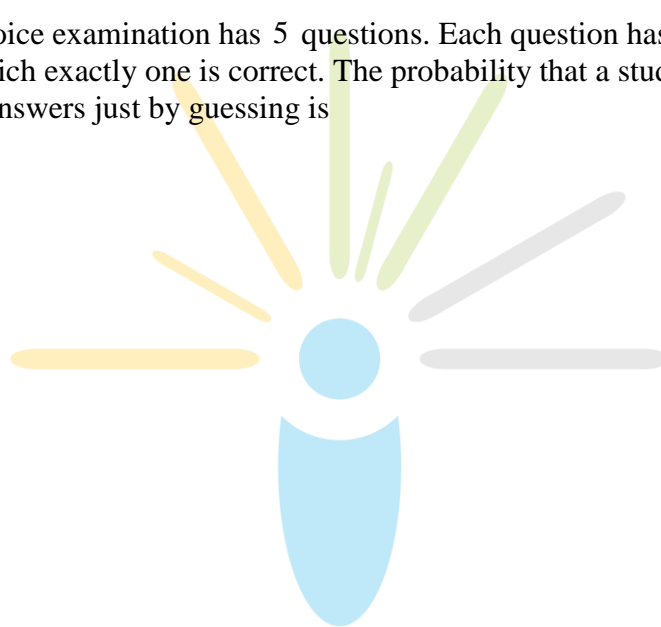 oice examination has 5 questions. Each question has
ich exactly one is correct. The probability that a stud
nswers just by guessing is